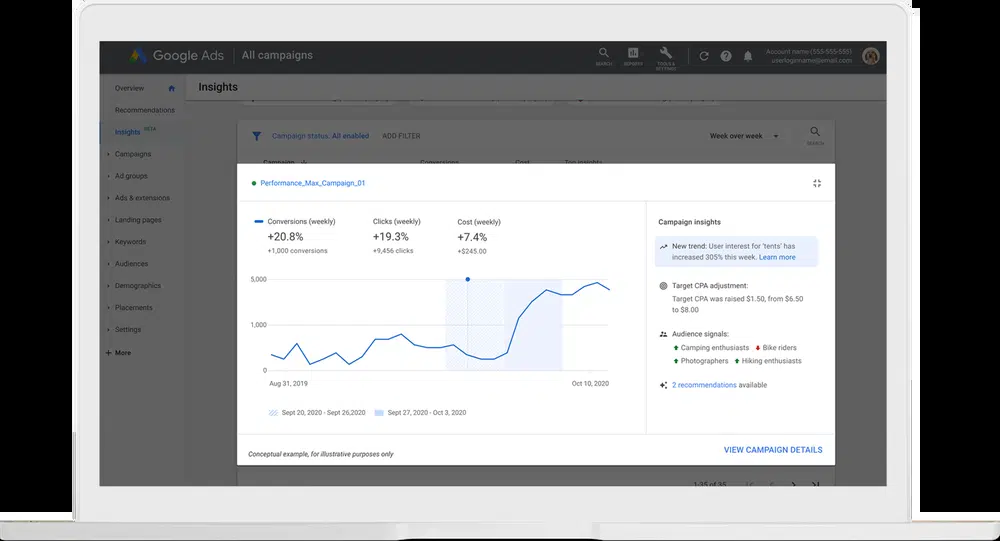 Google Ads
All campaigns
SEARCH
REPORTS
TOOLS &
SETTINGS
Account name (555-555-555)
useraloginname@email.com
Overview
Recommendations
Insights BETA
Campaigns
Ad groups
Ads & extensions
Landing pages
Keywords
Audiences
Demographics
Placements
Settings
More
Insights
Campaign status: All enabled
ADD FILTER
Week over week
SEARCH
Campaign
Conversions
Cost
Top insights
Performance_Max_Campaign_01
Conversions (weekly)
+20.8%
+1,000 conversions
Clicks (weekly)
+19.3%
+9,456 clicks
Cost (weekly)
+7.4%
+$245.00
5,000
1,000
0
Aug 31, 2019
Oct 10, 2020
Sept 20, 2020 - Sept 26,2020
Sept 27, 2020 - Oct 3, 2020
Campaign insights
New trend: User interest for 'tents' has
increased 305% this week. Learn more
Target CPA adjustment:
Target CPA was raised $1.50, from $6.50
to $8.00
Audience signals:
Camping enthusiasts
Bike riders
Photographers
Hiking enthusiasts
2 recommendations available
Conceptual example, for illustrative purposes only
VIEW CAMPAIGN DETAILS
1-35 of 35